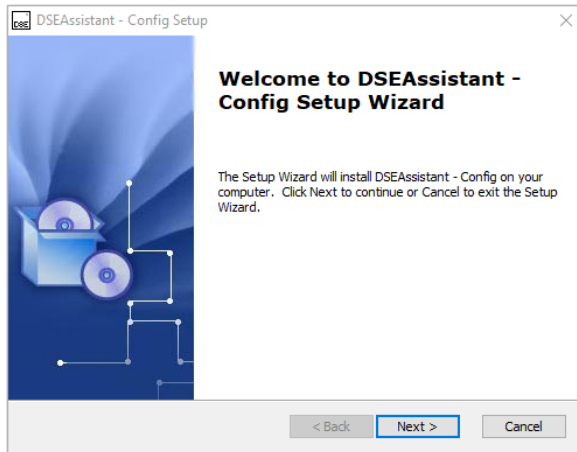 DSE DSEAssistant - Config Setup
Welcome to DSEAssistant -
Config Setup Wizard
The Setup Wizard will install DSEAssistant - Config on your
computer. Click Next to continue or Cancel to exit the Setup
Wizard.
< Back Next > Cancel